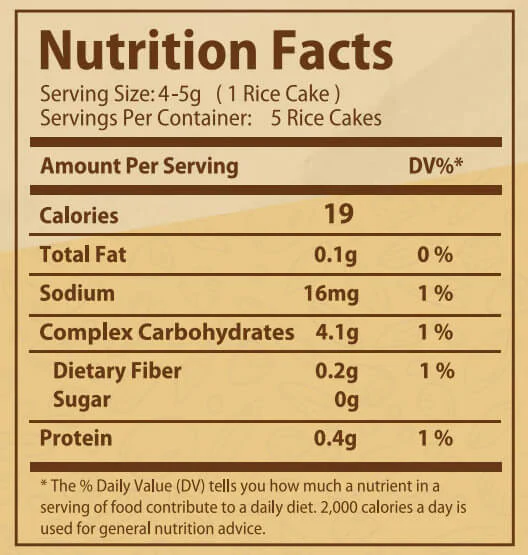 Nutrition Facts
Serving Size: 4-5g ( 1 Rice Cake )
Servings Per Container: 5 Rice Cakes
Amount Per Serving DV%*
Calories 19
Total Fat 0.1g 0 %
Sodium 16mg 1 %
Complex Carbohydrates 4.1g 1 %
Dietary Fiber 0.2g 1 %
Sugar 0g
Protein 0.4g 1 %
* The % Daily Value (DV) tells you how much a nutrient in a
serving of food contribute to a daily diet. 2,000 calories a day is
used for general nutrition advice.